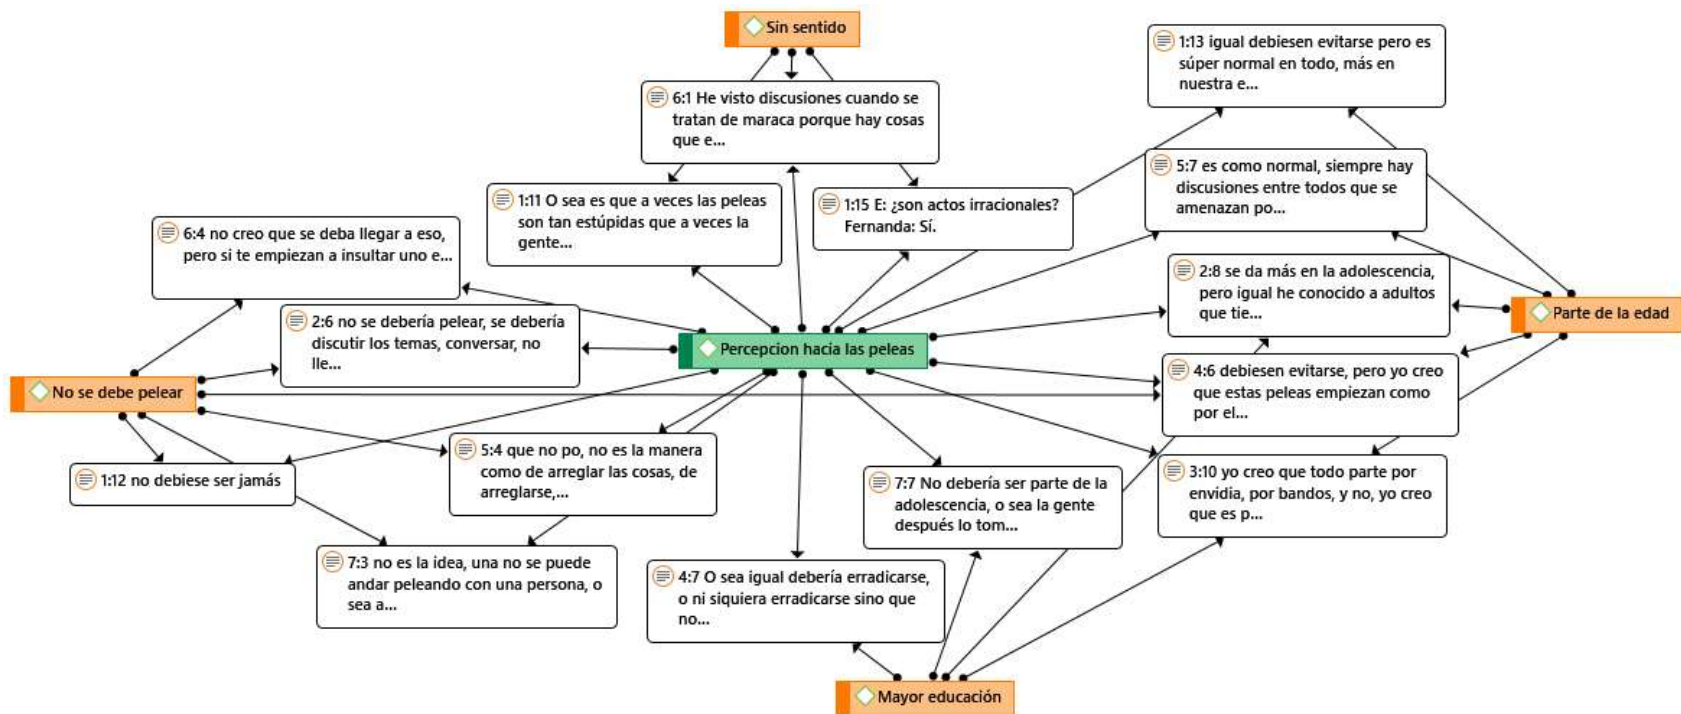 Sin sentido
1:13 igual debiesen evitarse pero es
súper normal en todo, más en
nuestra e...
6:1 He visto discusiones cuando se
tratan de maraca porque hay cosas
que e...
5:7 es como normal, siempre hay
discusiones entre todos que se
amenazan po...
1:11 O sea es que a veces las peleas
son tan estúpidas que a veces la
gente...
1:15 E: ¿son actos irracionales?
Fernanda: Sí.
6:4 no creo que se deba llegar a eso,
pero si te empiezan a insultar uno e...
2:8 se da más en la adolescencia,
pero igual he conocido a adultos
que tie...
Parte de la edad
2:6 no se debería pelear, se debería
discutir los temas, conversar, no
lle...
Percepcion hacia las peleas
4:6 debiesen evitarse, pero yo creo
que estas peleas empiezan como
por el...
No se debe pelear
5:4 que no po, no es la manera
como de arreglar las cosas, de
arreglarse,...
1:12 no debiese ser jamás
7:7 No debería ser parte de la
adolescencia, o sea la gente
después lo tom...
3:10 yo creo que todo parte por
envidia, por bandos, y no, yo creo
que es p...
7:3 no es la idea, una no se puede
andar peleando con una persona, o
sea a...
4:7 O sea igual debería erradicarse,
o ni siquiera erradicarse sino que
no...
Mayor educación